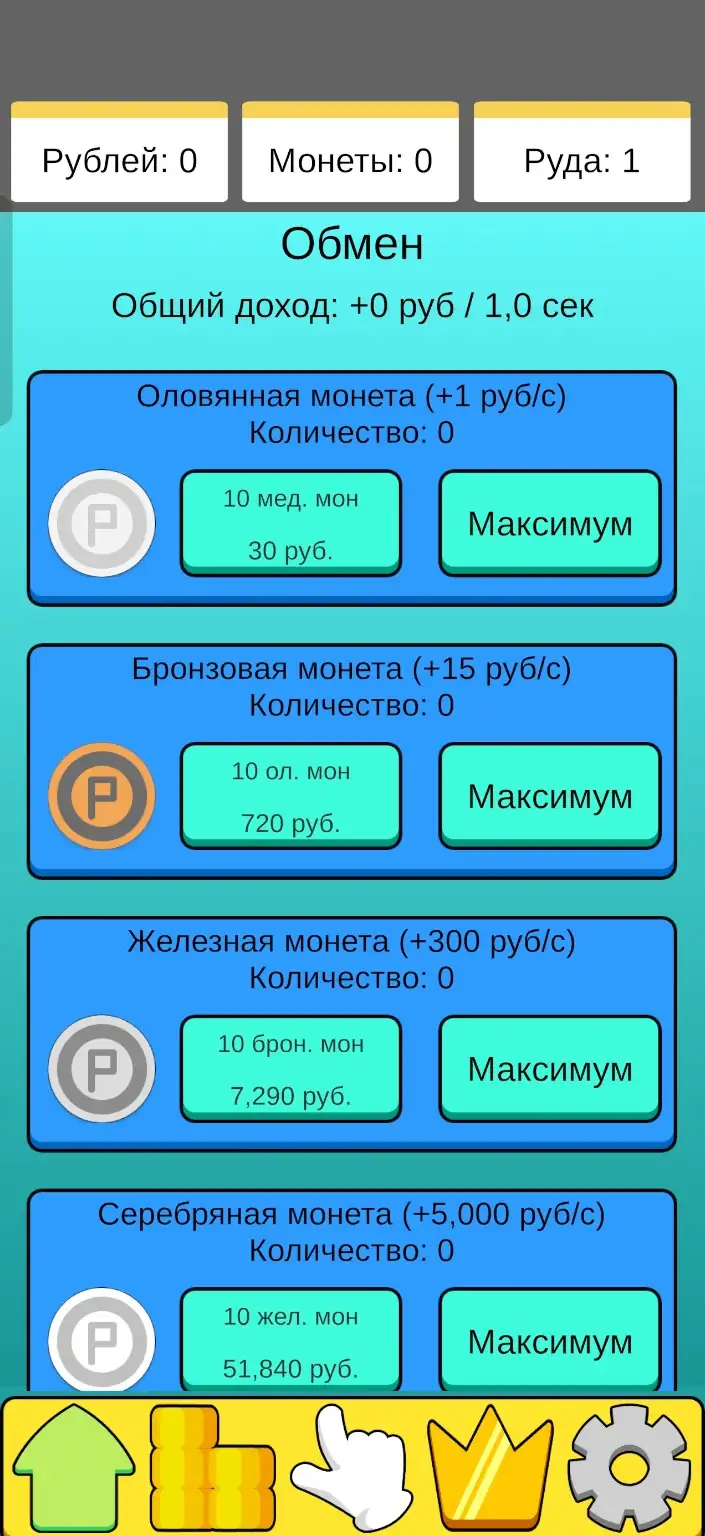 Рублей: 0
Монеты: 0
Руда: 1
Обмен
Общий доход: +0 руб / 1,0 сек
Оловянная монета (+1 руб/с)
Количество: 0
10 мед. мон
30 руб.
Максимум
Бронзовая монета (+15 руб/с)
Количество: 0
10 ол. мон
720 руб.
Максимум
Железная монета (+300 руб/с)
Количество: 0
10 брон. мон
7,290 руб.
Максимум
Серебряная монета (+5,000 руб/с)
Количество: 0
10 жел. мон
51,840 руб.
Максимум